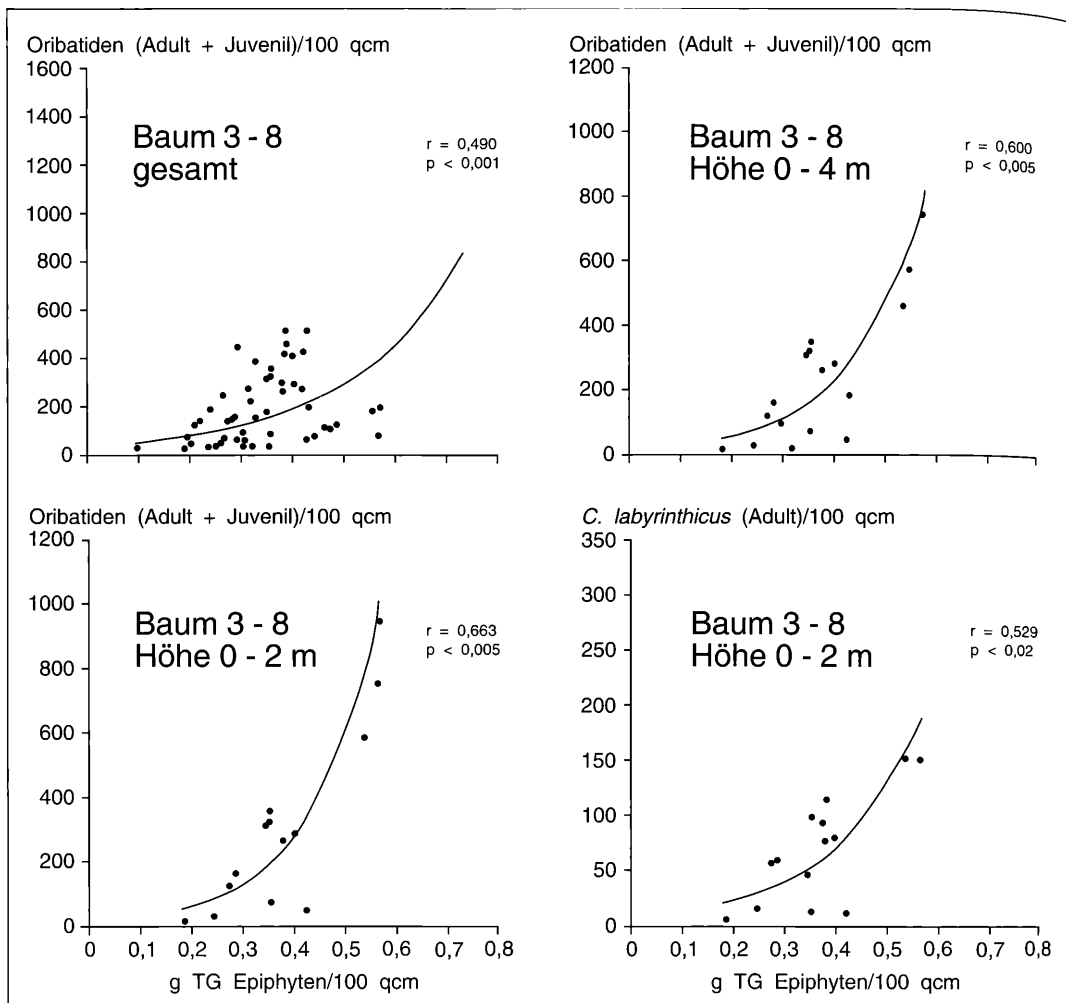 Oribatiden (Adult + Juvenil)/100 qcm
1600
1400
1200
1000
800
600
400
200
0
Baum 3 - 8
gesamt
r = 0,490
p < 0,001
Oribatiden (Adult + Juvenil)/100 qcm
1200
1000
800
600
400
200
0
Baum 3 - 8
Höhe 0 - 4 m
r = 0,600
p < 0,005
Oribatiden (Adult + Juvenil)/100 qcm
1200
1000
800
600
400
200
0
Baum 3 - 8
Höhe 0 - 2 m
r = 0,663
p < 0,005
0 0,1 0,2 0,3 0,4 0,5 0,6 0,7 0,8
g TG Epiphyten/100 qcm
C. labyrinthicus (Adult)/100 qcm
350
300
250
200
150
100
50
0
Baum 3 - 8
Höhe 0 - 2 m
r = 0,529
p < 0,02
0 0,1 0,2 0,3 0,4 0,5 0,6 0,7 0,8
g TG Epiphyten/100 qcm